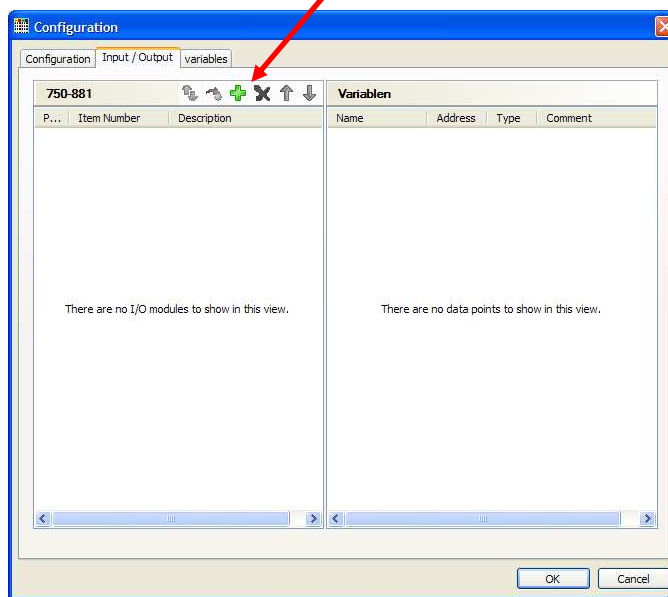 Configuration
Configuration Input / Output variables
750-881 Variablen
P... Item Number Description Name Address Type Comment
There are no I/O modules to show in this view. There are no data points to show in this view.
OK Cancel